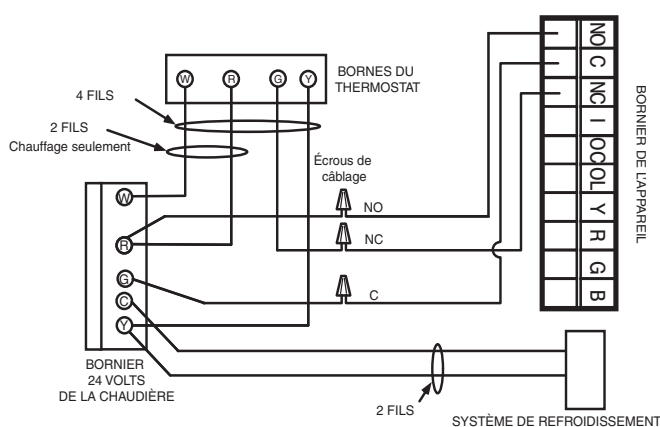 W
R
G
Y
BORNES DU
THERMOSTAT
4 FILS
2 FILS
Chauffage seulement
Écrous de
câblage
W
R
G
C
Y
NO
NC
C
BORNIER
24 VOLTS
DE LA CHAUDIÈRE
2 FILS
SYSTÈME DE REFROIDISSEMENT
NO
C
NC
I
OC
OL
Y
R
G
B
BORNIER DE L'APPAREIL